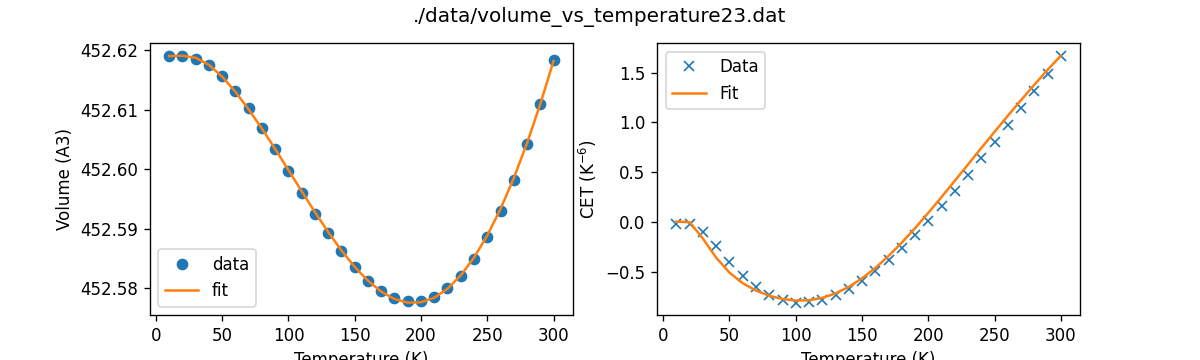 ./data/volume_vs_temperature23.dat
Volume (A3)
452.62
452.61
452.60
452.59
452.58
data
fit
0 50 100 150 200 250 300
Temperature (K)
CET (K⁻⁶)
1.5
1.0
0.5
0.0
−0.5
Data
Fit
0 50 100 150 200 250 300
Temperature (K)